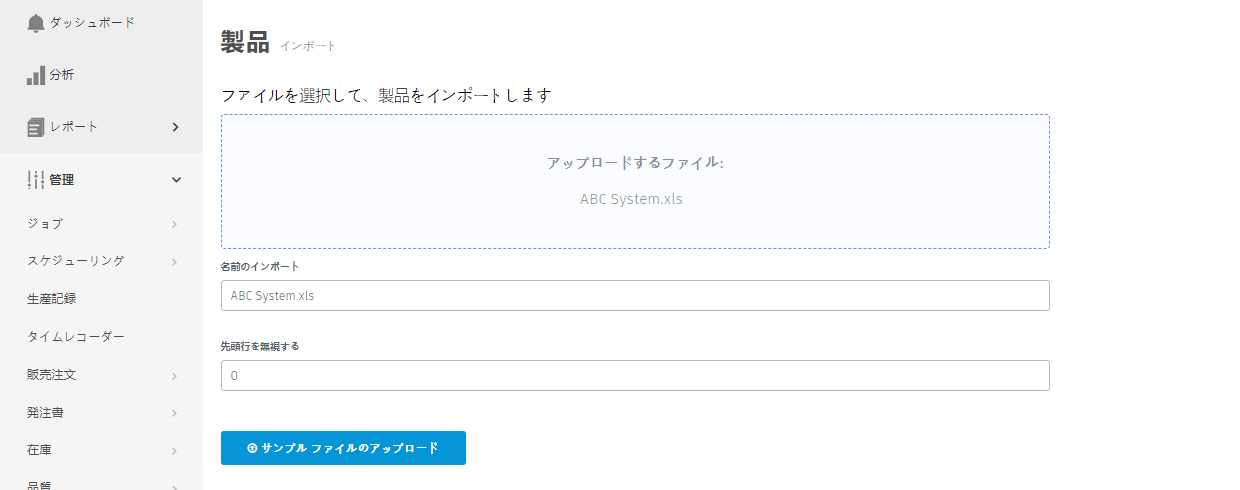 ダッシュボード
分析
レポート
管理
ジョブ
スケジューリング
生産記録
タイムレコーダー
販売注文
発注書
在庫
品質
製品 インポート
ファイルを選択して、製品をインポートします
アップロードするファイル:
ABC System.xls
名前のインポート
ABC System.xls
先頭行を無視する
0
サンプル ファイルのアップロード